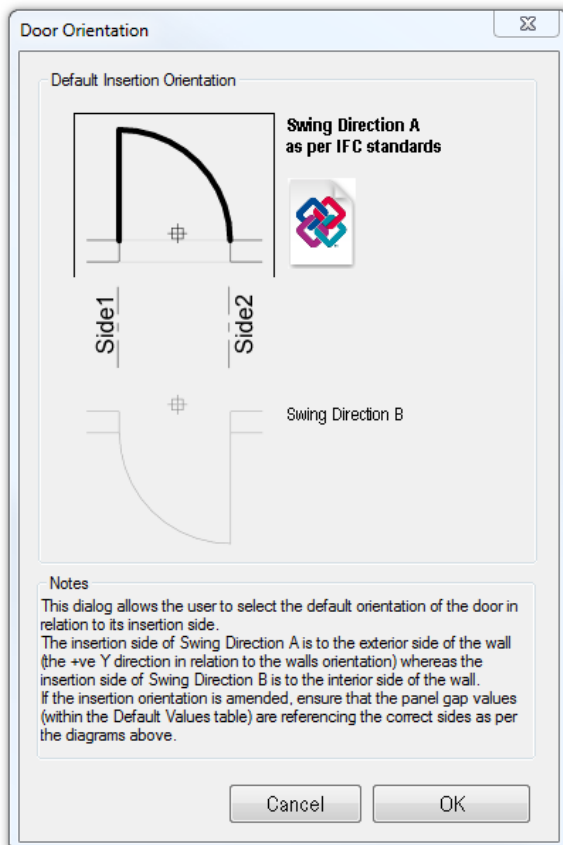 Door Orientation
Default Insertion Orientation
Swing Direction A
as per IFC standards
Side1
Side2
Swing Direction B
Notes
This dialog allows the user to select the default orientation of the door in
relation to its insertion side.
The insertion side of Swing Direction A is to the exterior side of the wall
(the +ve Y direction in relation to the walls orientation) whereas the
insertion side of Swing Direction B is to the interior side of the wall.
If the insertion orientation is amended, ensure that the panel gap values
(within the Default Values table) are referencing the correct sides as per
the diagrams above.
Cancel
OK